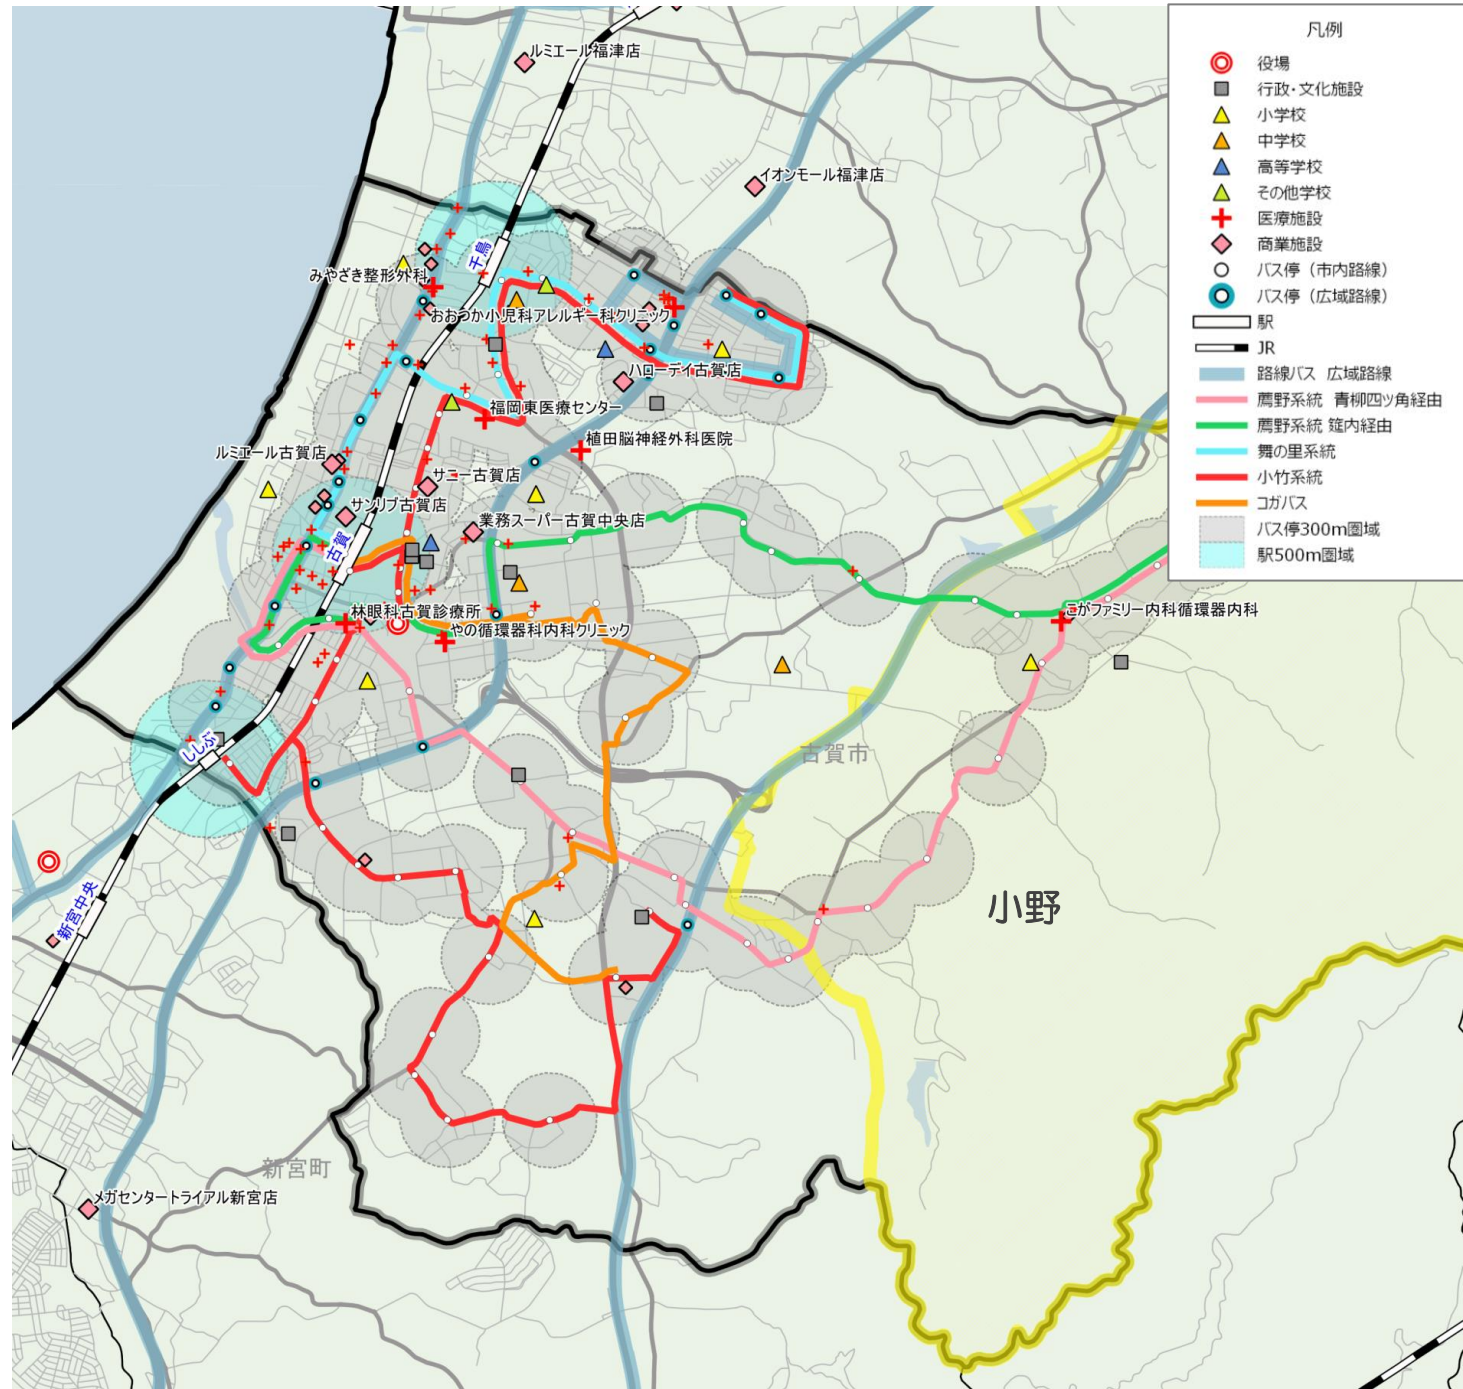 凡例
役場
行政・文化施設
小学校
中学校
高等学校
その他学校
医療施設
商業施設
バス停（市内路線）
バス停（広域路線）
駅
JR
路線バス 広域路線
薦野系統 青柳四ッ角経由
薦野系統 筵内経由
舞の里系統
小竹系統
コガバス
バス停300m圏域
駅500m圏域
ルミエール福津店
イオンモール福津店
千鳥
みやざき整形外科
おおつか小児科アレルギー科クリニック
ハローデイ古賀店
福岡東医療センター
植田脳神経外科医院
ルミエール古賀店
サニー古賀店
サンリブ古賀店
業務スーパー古賀中央店
古賀
林眼科古賀診療所
やの循環器科内科クリニック
こがファミリー内科循環器内科
ししぶ
古賀市
小野
新宮中央
新宮町
メガセンタートライアル新宮店